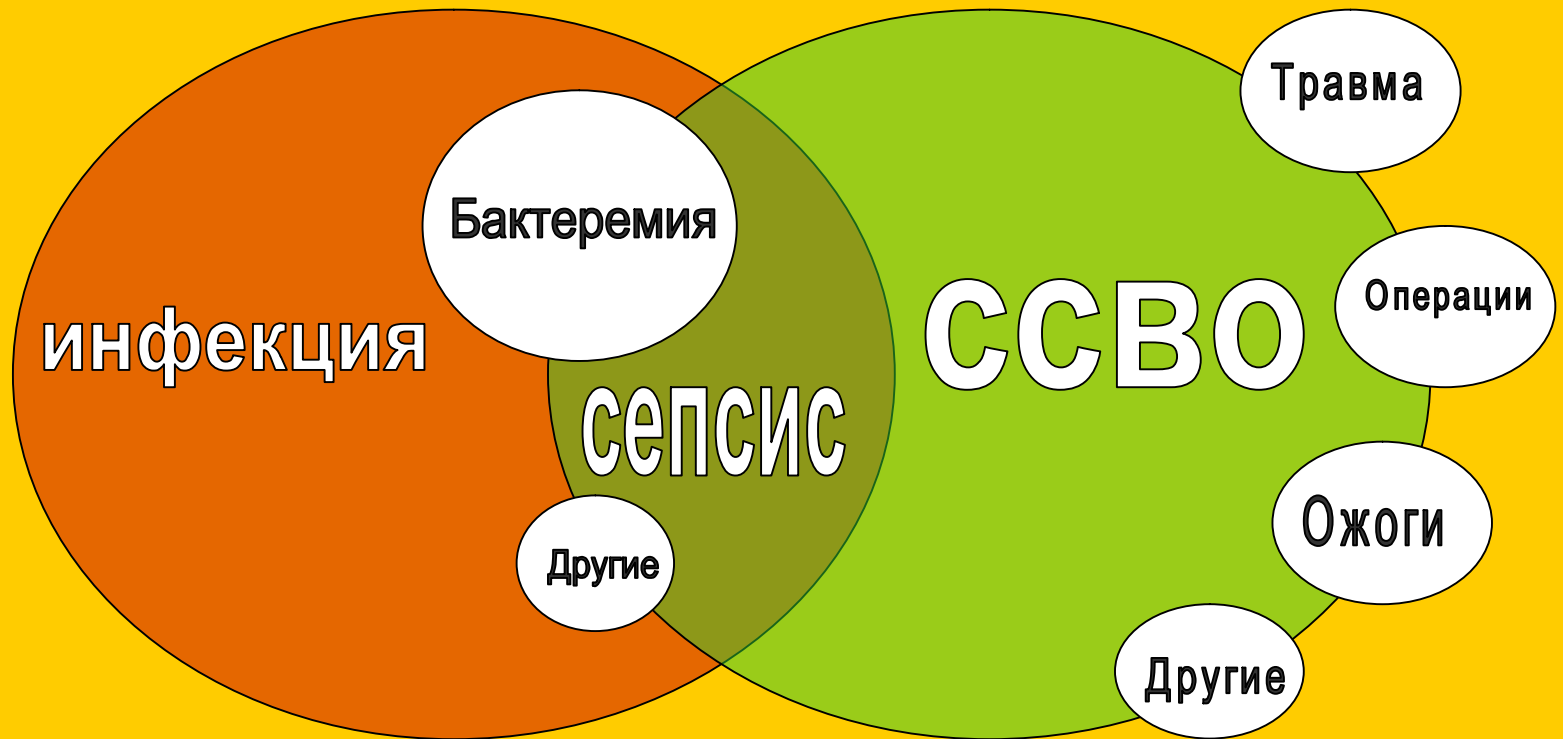 инфекция
Бактеремия
сепсис
Другие
ССВО
Травма
Операции
Ожоги
Другие